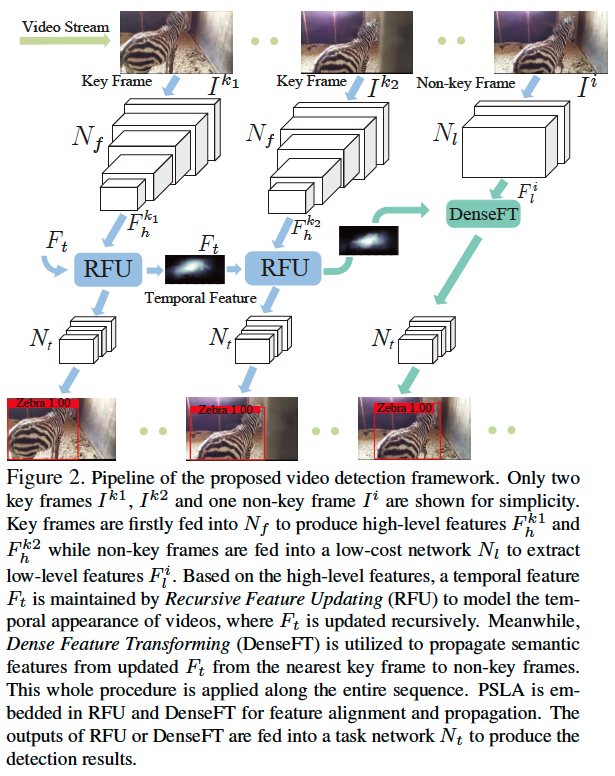 Video Stream
Key Frame I^{k_1} Key Frame I^{k_2} Non-key Frame I^i
N_f N_f N_l
F_h^{k_1} F_h^{k_2} F_l^i
DenseFT
F_t F_t
RFU RFU
Temporal Feature
N_t N_t N_t
Zebra 1.00 Zebra 1.00 Zebra 1.00
Figure 2. Pipeline of the proposed video detection framework. Only two
key frames I^{k1}, I^{k2} and one non-key frame I^i are shown for simplicity.
Key frames are firstly fed into N_f to produce high-level features F_h^{k1} and
F_h^{k2} while non-key frames are fed into a low-cost network N_l to extract
low-level features F_l^i. Based on the high-level features, a temporal feature
F_t is maintained by Recursive Feature Updating (RFU) to model the tem-
poral appearance of videos, where F_t is updated recursively. Meanwhile,
Dense Feature Transforming (DenseFT) is utilized to propagate semantic
features from updated F_t from the nearest key frame to non-key frames.
This whole procedure is applied along the entire sequence. PSLA is em-
bedded in RFU and DenseFT for feature alignment and propagation. The
outputs of RFU or DenseFT are fed into a task network N_t to produce the
detection results.